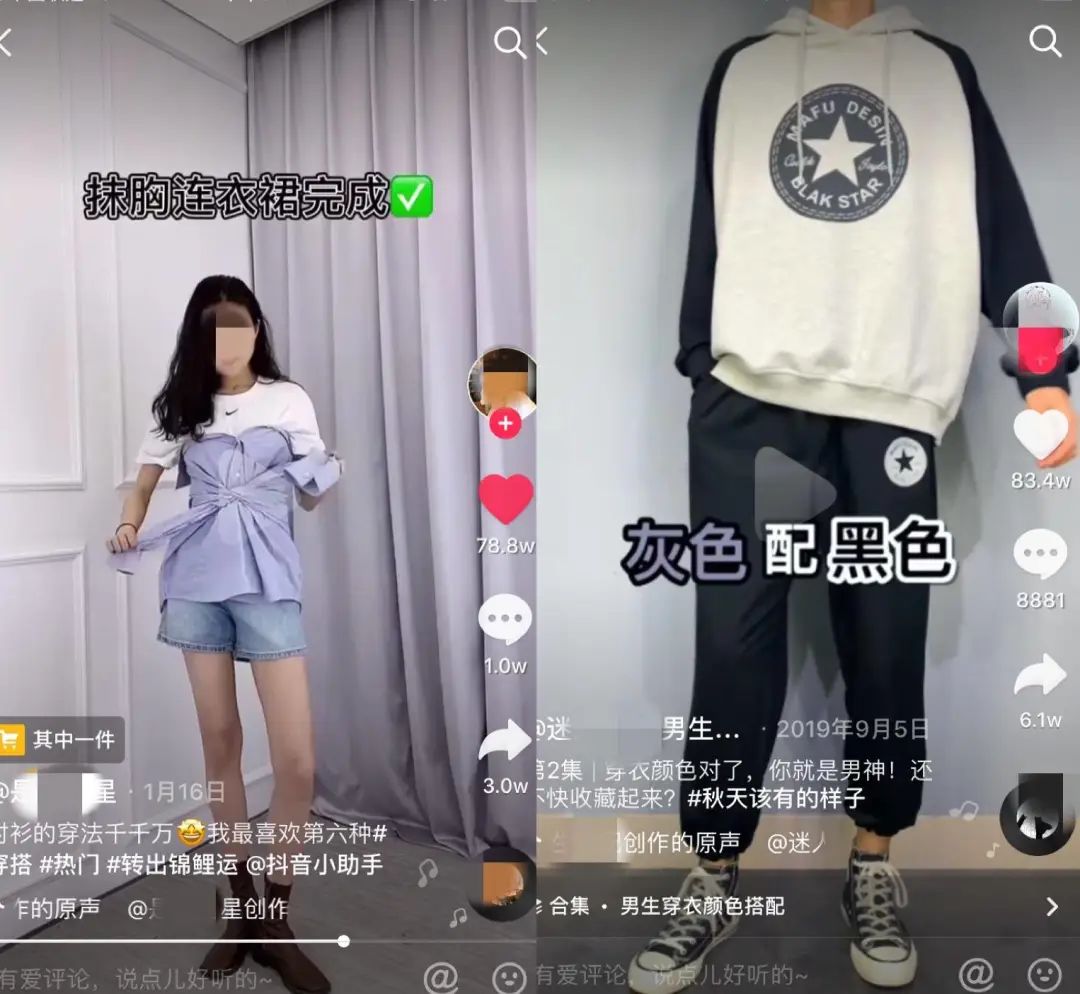 抹胸连衣裙完成✅
78.8w
1.0w
3.0w
其中一件
星 · 1月16日
衬衫的穿法千千万🤩我最喜欢第六种#
穿搭 #热门 #转出锦鲤运 @抖音小助手
作的原声 @是 星创作
有爱评论，说点儿好听的~
MAFU DESIN
BLAK STAR
灰色 配 黑色
83.4w
8881
6.1w
@迷 男生... · 2019年9月5日
第2集 | 穿衣颜色对了，你就是男神！还
不快收藏起来？#秋天该有的样子
创作的原声 @迷人
合集 · 男生穿衣颜色搭配
有爱评论，说点儿好听的~